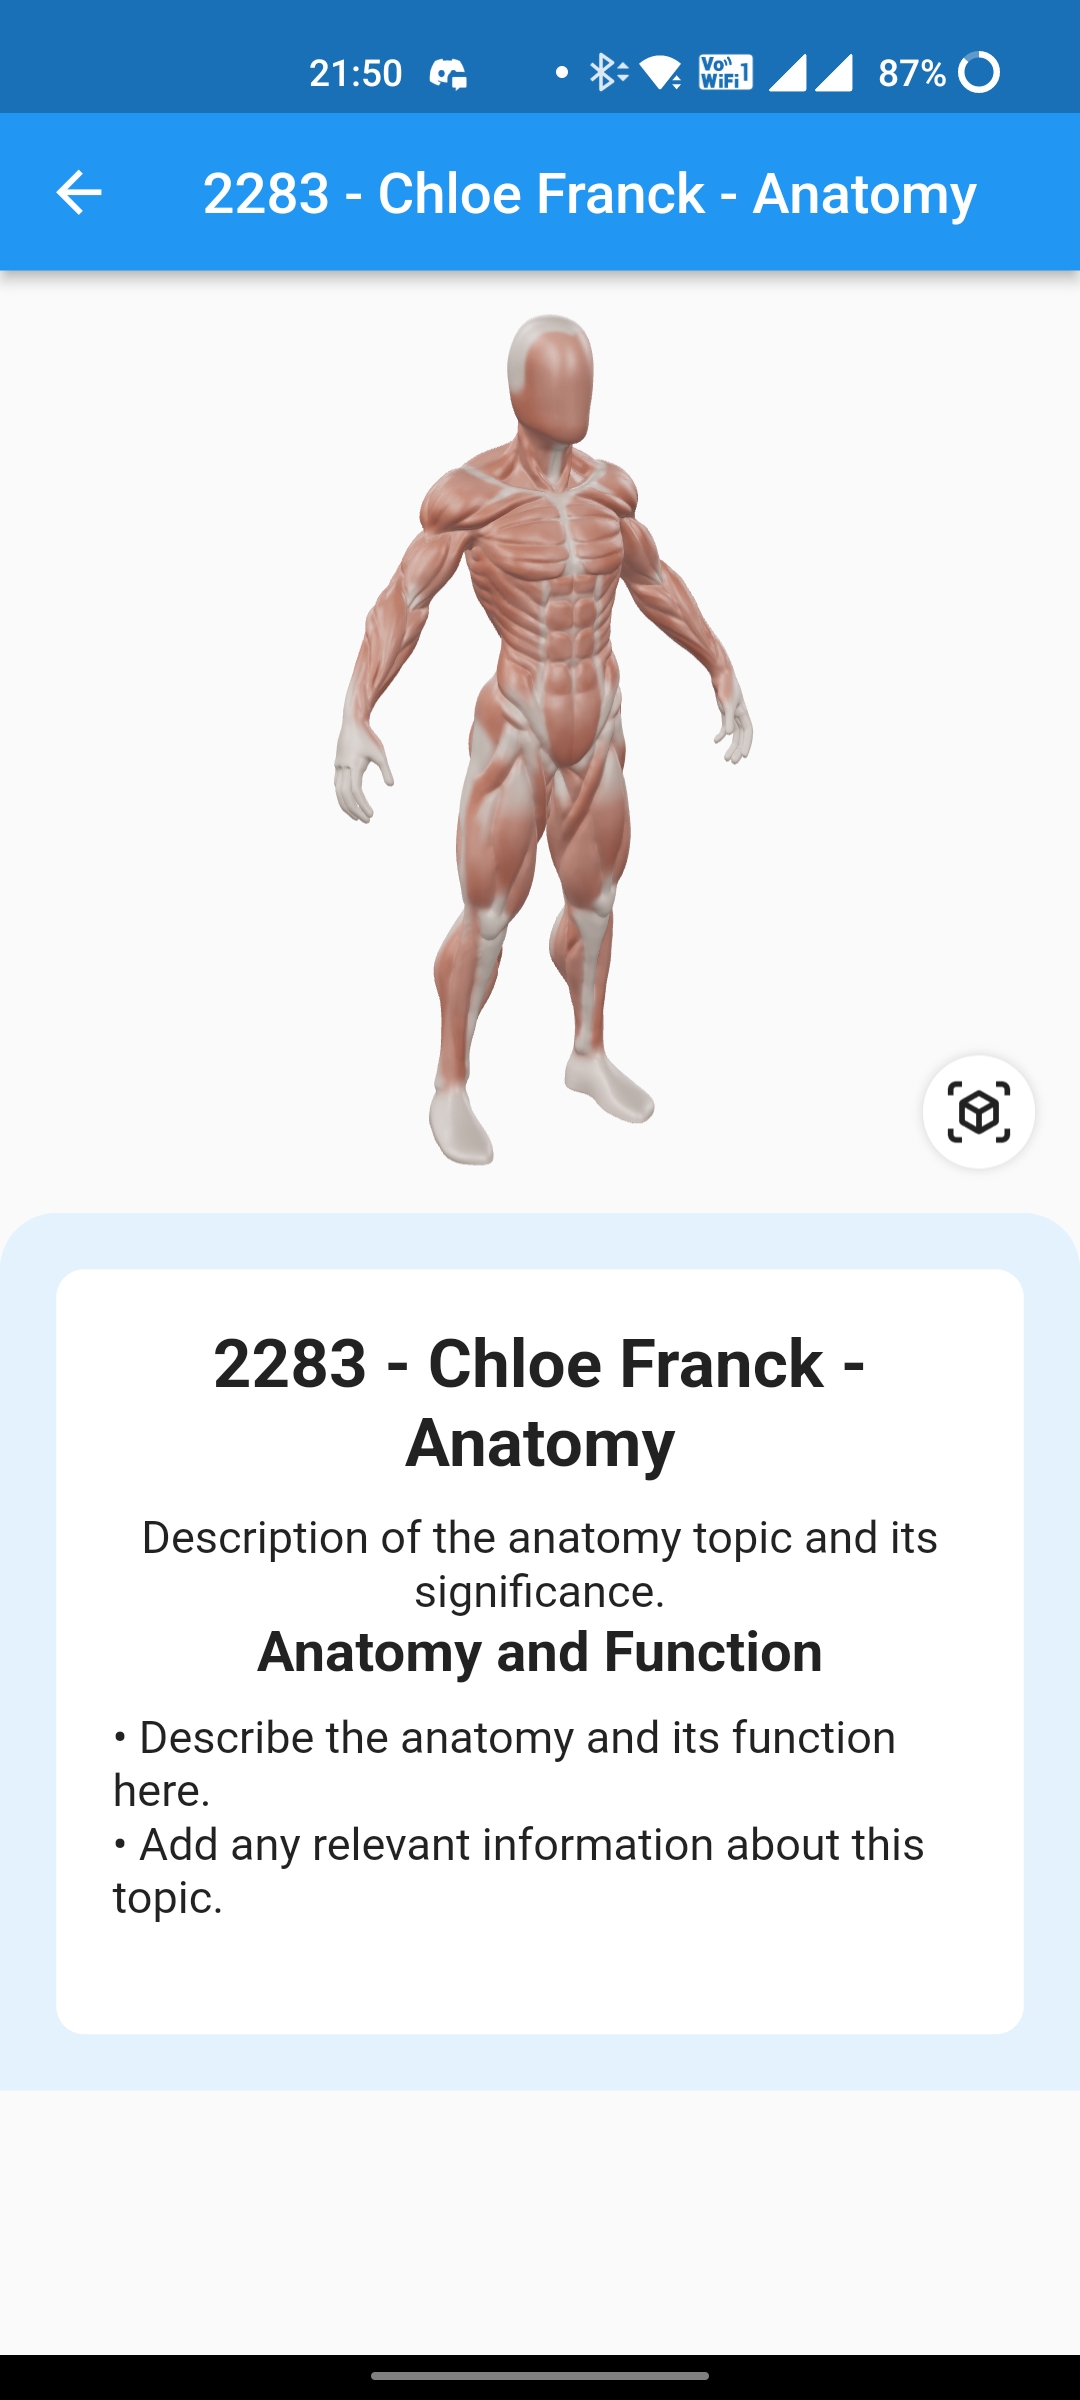 21:50
Vo WiFi 1
87%
2283 - Chloe Franck - Anatomy
2283 - Chloe Franck -
Anatomy
Description of the anatomy topic and its
significance.
Anatomy and Function
• Describe the anatomy and its function
here.
• Add any relevant information about this
topic.